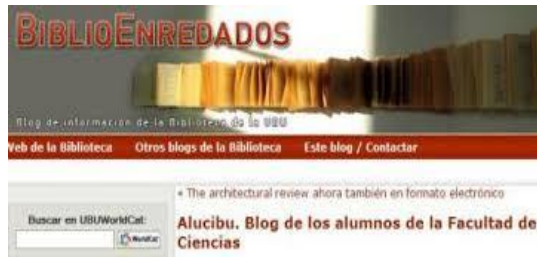 BIBLIOENREDADOS
Blog de información de la Biblioteca de la UBU
Web de la Biblioteca Otros blogs de la Biblioteca Este blog / Contactar
« The architectural review ahora también en formato electrónico
Buscar en UBUWorldCat:
WorldCat
Alucibu. Blog de los alumnos de la Facultad de
Ciencias